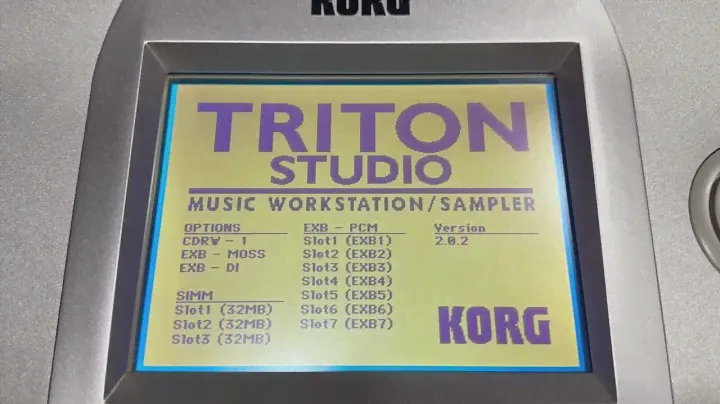 KORG
TRITON
STUDIO
MUSIC WORKSTATION/SAMPLER
OPTIONS
CDRW - 1
EXB - MOSS
EXB - DI
SIMM
Slot1 (32MB)
Slot2 (32MB)
Slot3 (32MB)
EXB - PCM
Slot1 (EXB1)
Slot2 (EXB2)
Slot3 (EXB3)
Slot4 (EXB4)
Slot5 (EXB5)
Slot6 (EXB6)
Slot7 (EXB7)
Version
2.0.2
KORG